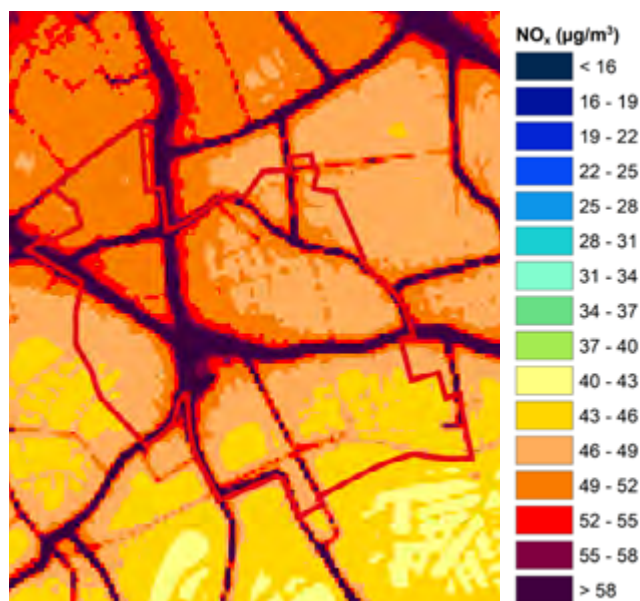 NOₓ (µg/m³)
< 16
16 - 19
19 - 22
22 - 25
25 - 28
28 - 31
31 - 34
34 - 37
37 - 40
40 - 43
43 - 46
46 - 49
49 - 52
52 - 55
55 - 58
> 58